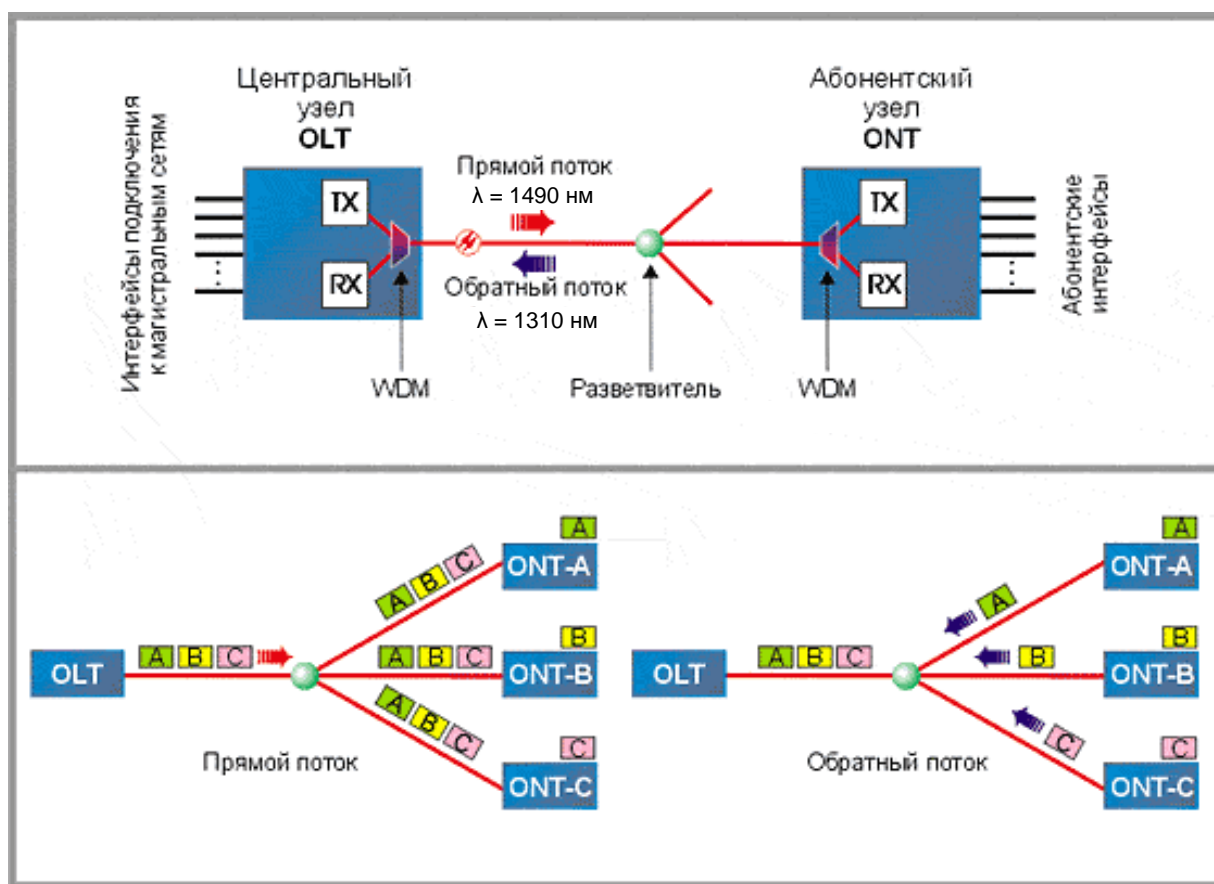 Центральный
узел
OLT
Абонентский
узел
ONT
Интерфейсы подключения
к магистральным сетям
TX
RX
Прямой поток
λ = 1490 нм
Обратный поток
λ = 1310 нм
TX
RX
Абонентские
интерфейсы
WDM
Разветвитель
WDM
A
ONT-A
A B C
B
OLT
A B C
A B C
ONT-B
A B C
C
ONT-C
Прямой поток
A
ONT-A
A
B
OLT
A B C
B
ONT-B
C
C
ONT-C
Обратный поток